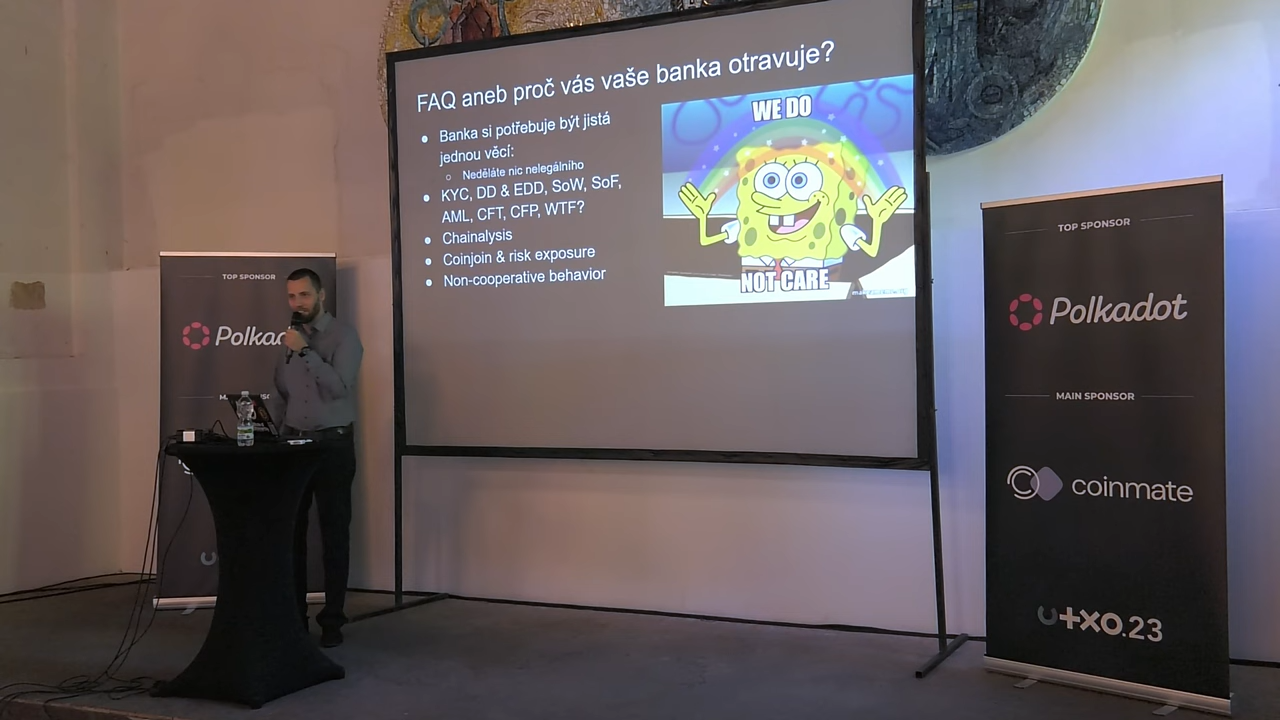 FAQ aneb proč vás vaše banka otravuje?
Banka si potřebuje být jistá
jednou věcí:
Neděláte nic nelegálního
KYC, DD & EDD, SoW, SoF,
AML, CFT, CFP, WTF?
Chainalysis
Coinjoin & risk exposure
Non-cooperative behavior
WE DO
NOT CARE
TOP SPONSOR
Polkad
TOP SPONSOR
Polkadot
MAIN SPONSOR
coinmate
utxo.23